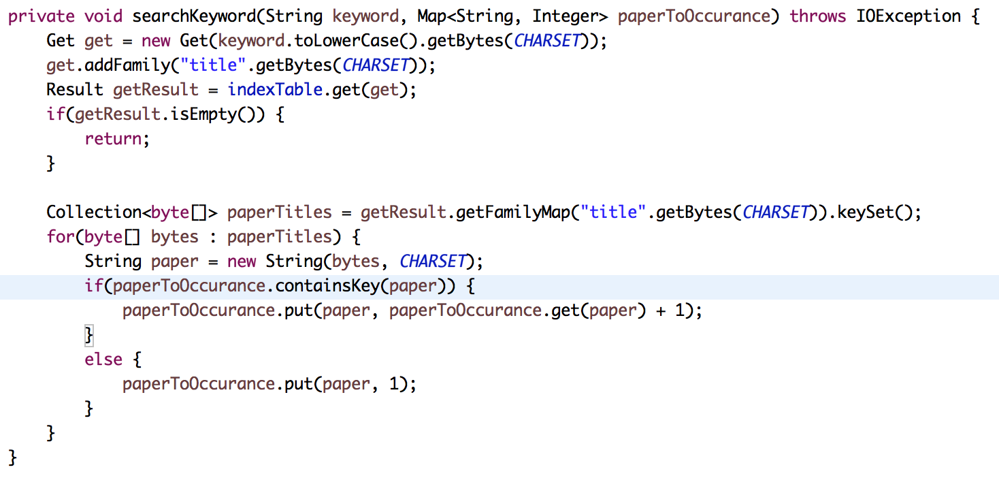 private void searchKeyword(String keyword, Map<String, Integer> paperToOccurance) throws IOException {
    Get get = new Get(keyword.toLowerCase().getBytes(CHARSET));
    get.addFamily("title".getBytes(CHARSET));
    Result getResult = indexTable.get(get);
    if(getResult.isEmpty()) {
        return;
    }

    Collection<byte[]> paperTitles = getResult.getFamilyMap("title".getBytes(CHARSET)).keySet();
    for(byte[] bytes : paperTitles) {
        String paper = new String(bytes, CHARSET);
        if(paperToOccurance.containsKey(paper)) {
            paperToOccurance.put(paper, paperToOccurance.get(paper) + 1);
        }
        else {
            paperToOccurance.put(paper, 1);
        }
    }
}